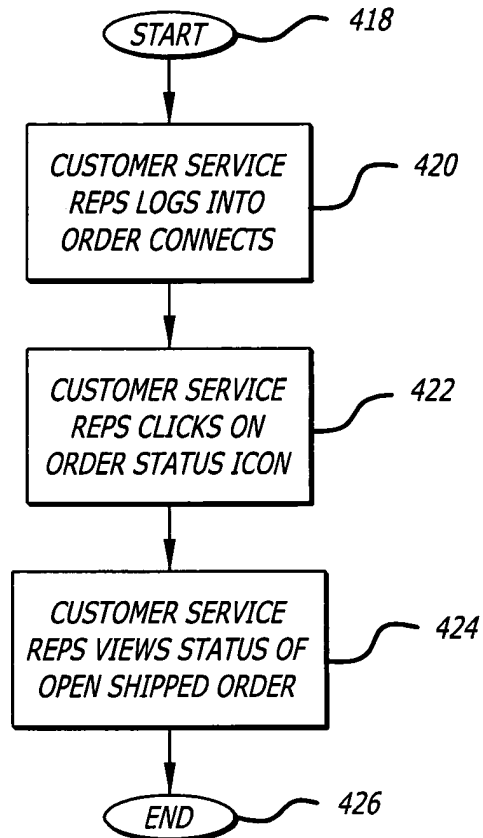 START
418
CUSTOMER SERVICE
REPS LOGS INTO
ORDER CONNECTS
420
CUSTOMER SERVICE
REPS CLICKS ON
ORDER STATUS ICON
422
CUSTOMER SERVICE
REPS VIEWS STATUS OF
OPEN SHIPPED ORDER
424
END
426